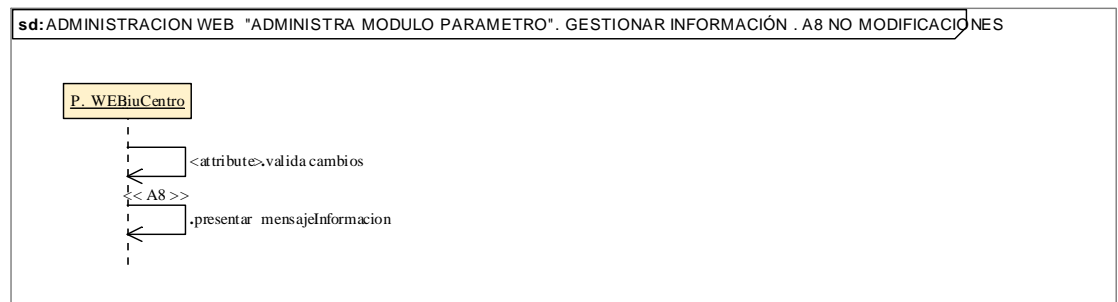 sd: ADMINISTRACION WEB "ADMINISTRA MODULO PARAMETRO". GESTIONAR INFORMACIÓN . A8 NO MODIFICACIONES
P. WEBiuCentro
<attribute>.valida cambios
<< A8 >>
.presentar mensajeInformacion